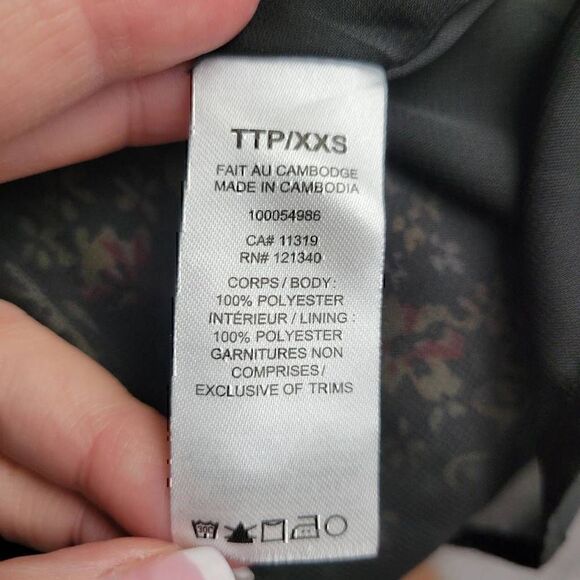 TTP/XXS
FAIT AU CAMBODGE
MADE IN CAMBODIA
100054986
CA# 11319
RN# 121340
CORPS / BODY :
100% POLYESTER
INTÉRIEUR / LINING :
100% POLYESTER
GARNITURES NON
COMPRISES /
EXCLUSIVE OF TRIMS
30C